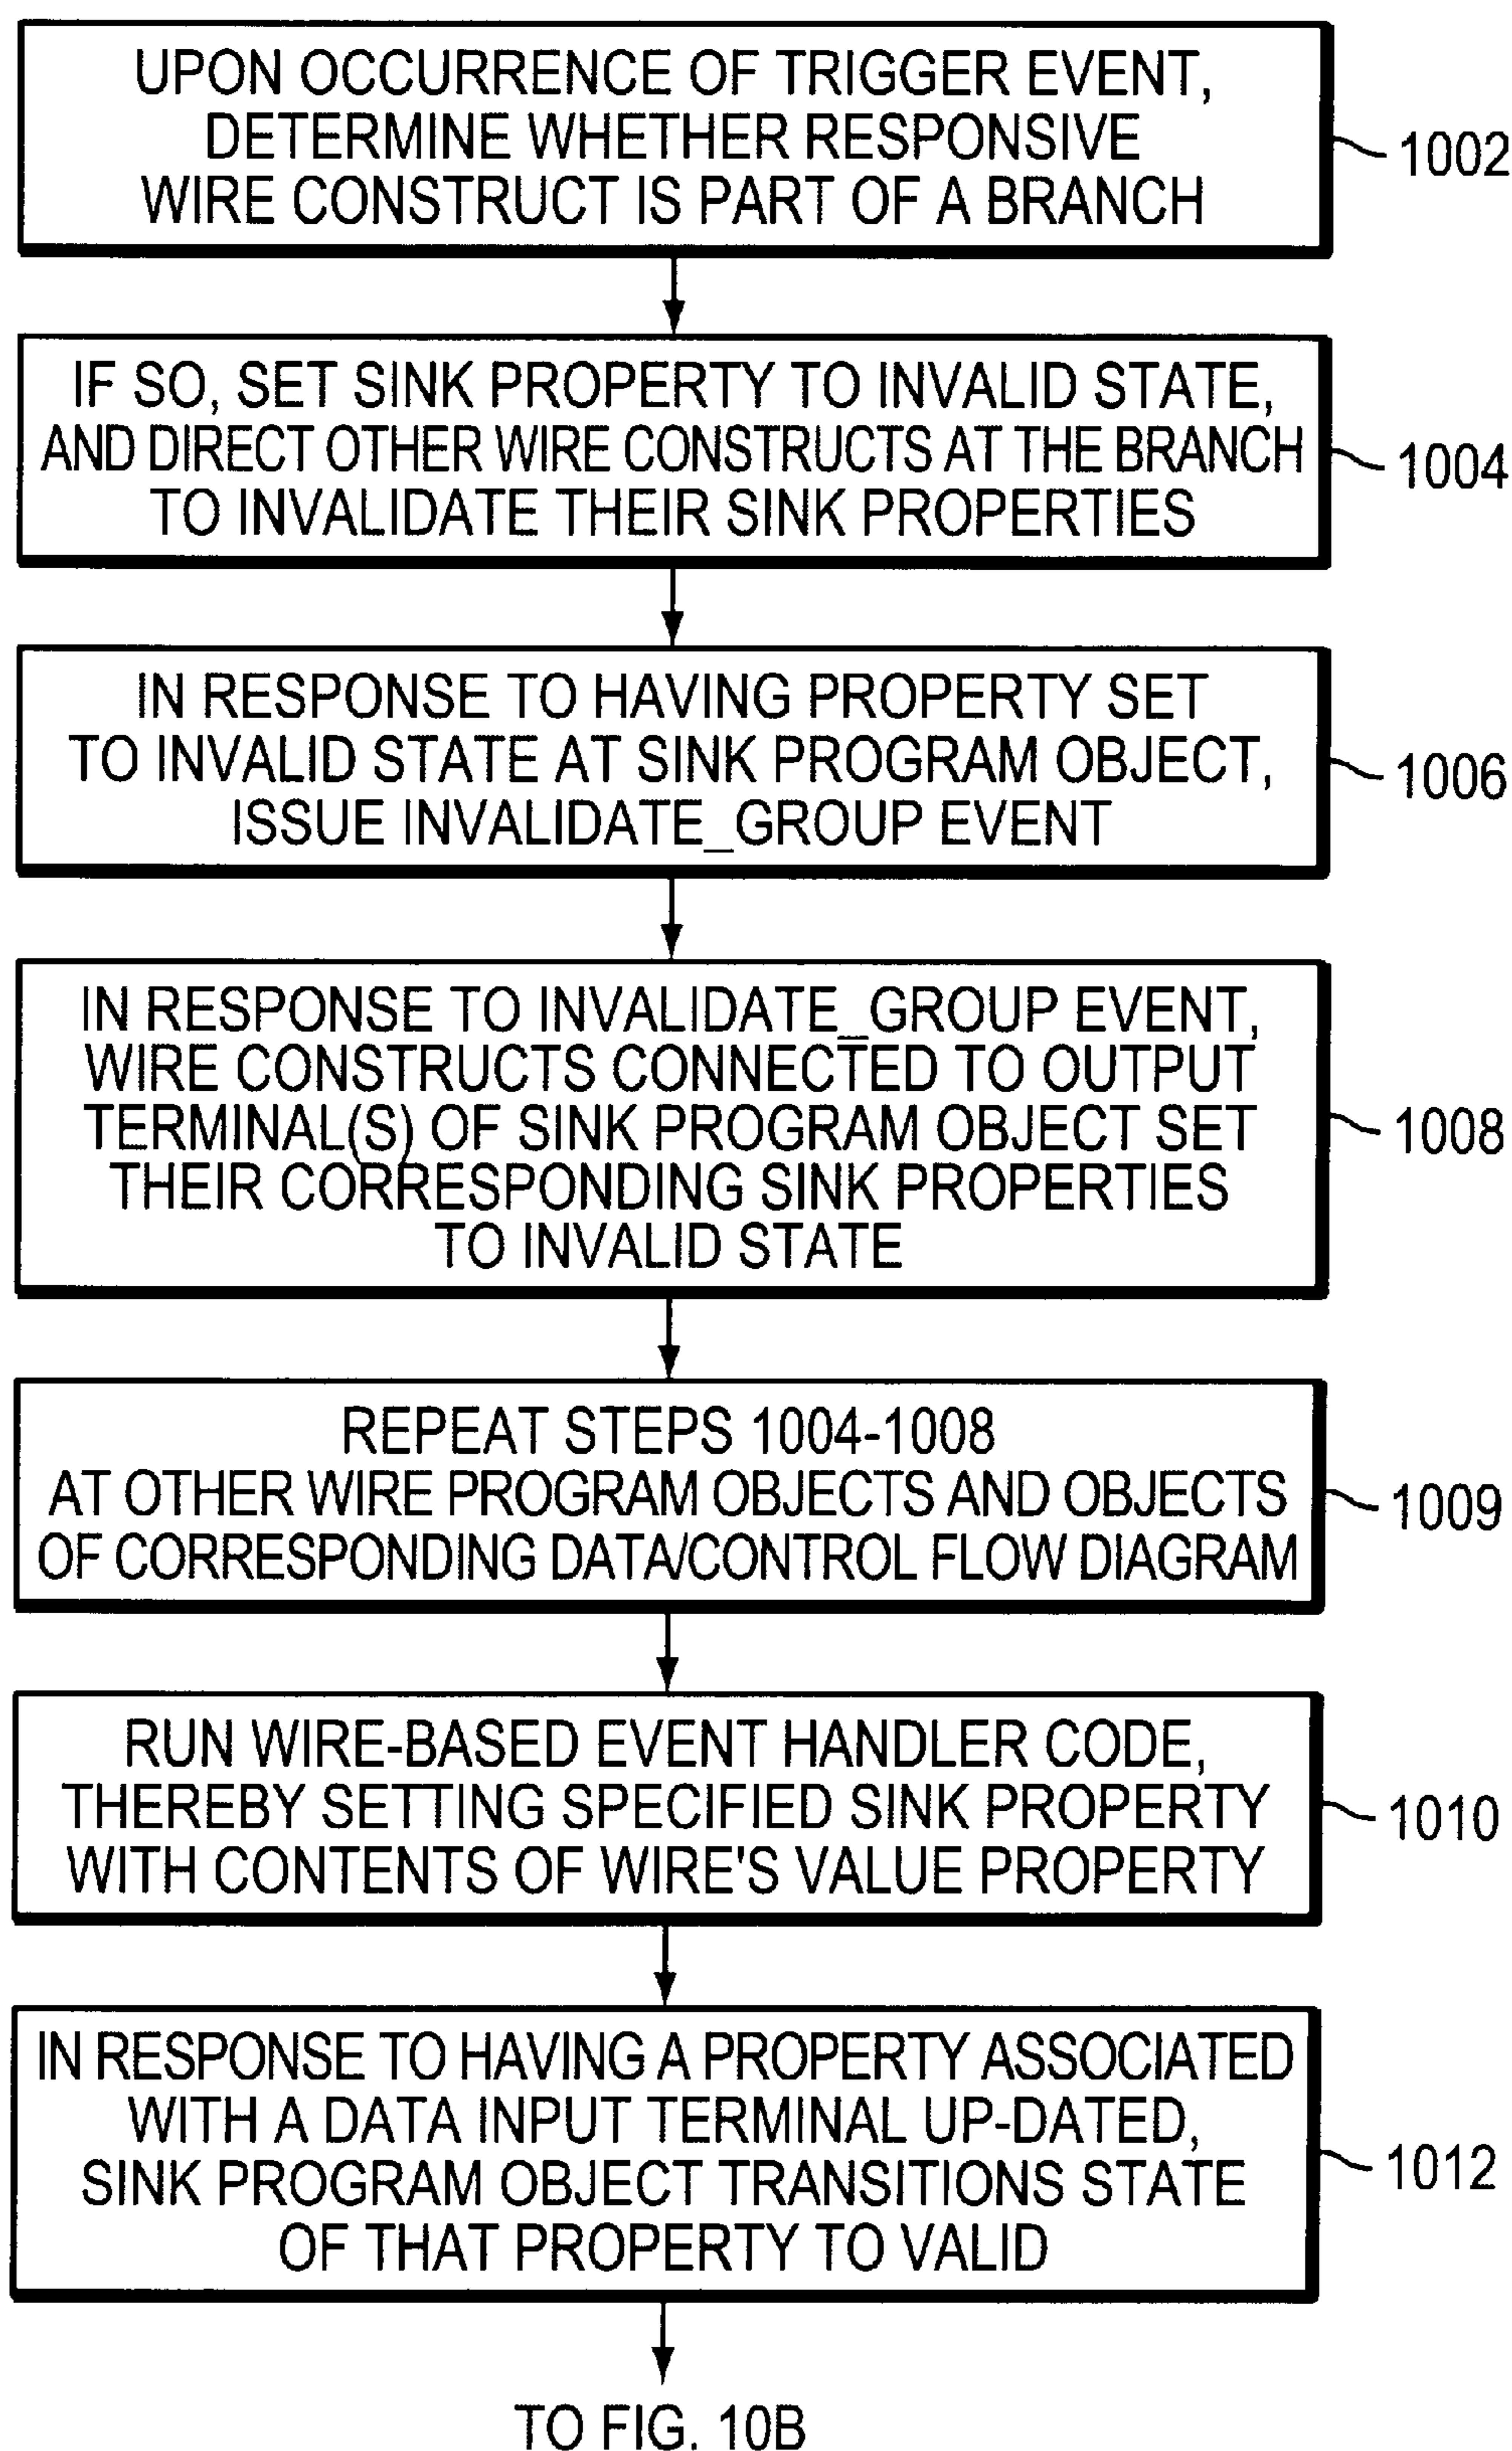 UPON OCCURRENCE OF TRIGGER EVENT,
DETERMINE WHETHER RESPONSIVE
WIRE CONSTRUCT IS PART OF A BRANCH
1002
IF SO, SET SINK PROPERTY TO INVALID STATE,
AND DIRECT OTHER WIRE CONSTRUCTS AT THE BRANCH
TO INVALIDATE THEIR SINK PROPERTIES
1004
IN RESPONSE TO HAVING PROPERTY SET
TO INVALID STATE AT SINK PROGRAM OBJECT,
ISSUE INVALIDATE_GROUP EVENT
1006
IN RESPONSE TO INVALIDATE_GROUP EVENT,
WIRE CONSTRUCTS CONNECTED TO OUTPUT
TERMINAL(S) OF SINK PROGRAM OBJECT SET
THEIR CORRESPONDING SINK PROPERTIES
TO INVALID STATE
1008
REPEAT STEPS 1004-1008
AT OTHER WIRE PROGRAM OBJECTS AND OBJECTS
OF CORRESPONDING DATA/CONTROL FLOW DIAGRAM
1009
RUN WIRE-BASED EVENT HANDLER CODE,
THEREBY SETTING SPECIFIED SINK PROPERTY
WITH CONTENTS OF WIRE'S VALUE PROPERTY
1010
IN RESPONSE TO HAVING A PROPERTY ASSOCIATED
WITH A DATA INPUT TERMINAL UP-DATED,
SINK PROGRAM OBJECT TRANSITIONS STATE
OF THAT PROPERTY TO VALID
1012
TO FIG. 10B